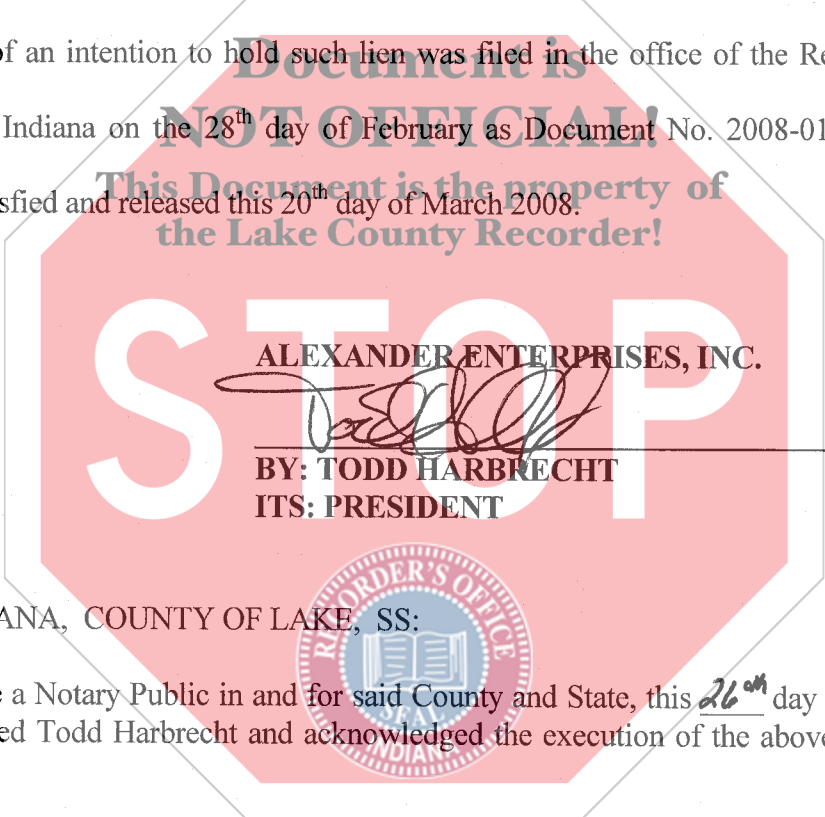 of an intention to hold such lien was filed in the office of the Re
Document is
Indiana on the 28th day of February as Document No. 2008-01
NOT OFFICIAL!
This Document is the property of
sfied and released this 20th day of March 2008.
the Lake County Recorder!
STOP
ALEXANDER ENTERPRISES, INC.
BY: TODD HARBRECHT
ITS: PRESIDENT
RECORDER'S OFFICE
SEAL
INDIANA
ANA, COUNTY OF LAKE, SS:
e a Notary Public in and for said County and State, this 26th day
ed Todd Harbrecht and acknowledged the execution of the above